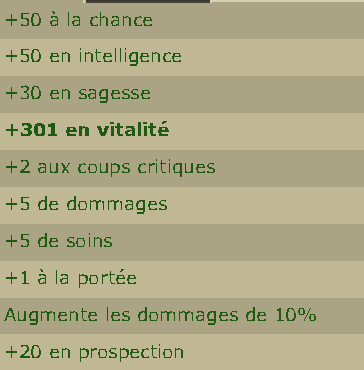 +50 à la chance
+50 en intelligence
+30 en sagesse
+301 en vitalité
+2 aux coups critiques
+5 de dommages
+5 de soins
+1 à la portée
Augmente les dommages de 10%
+20 en prospection